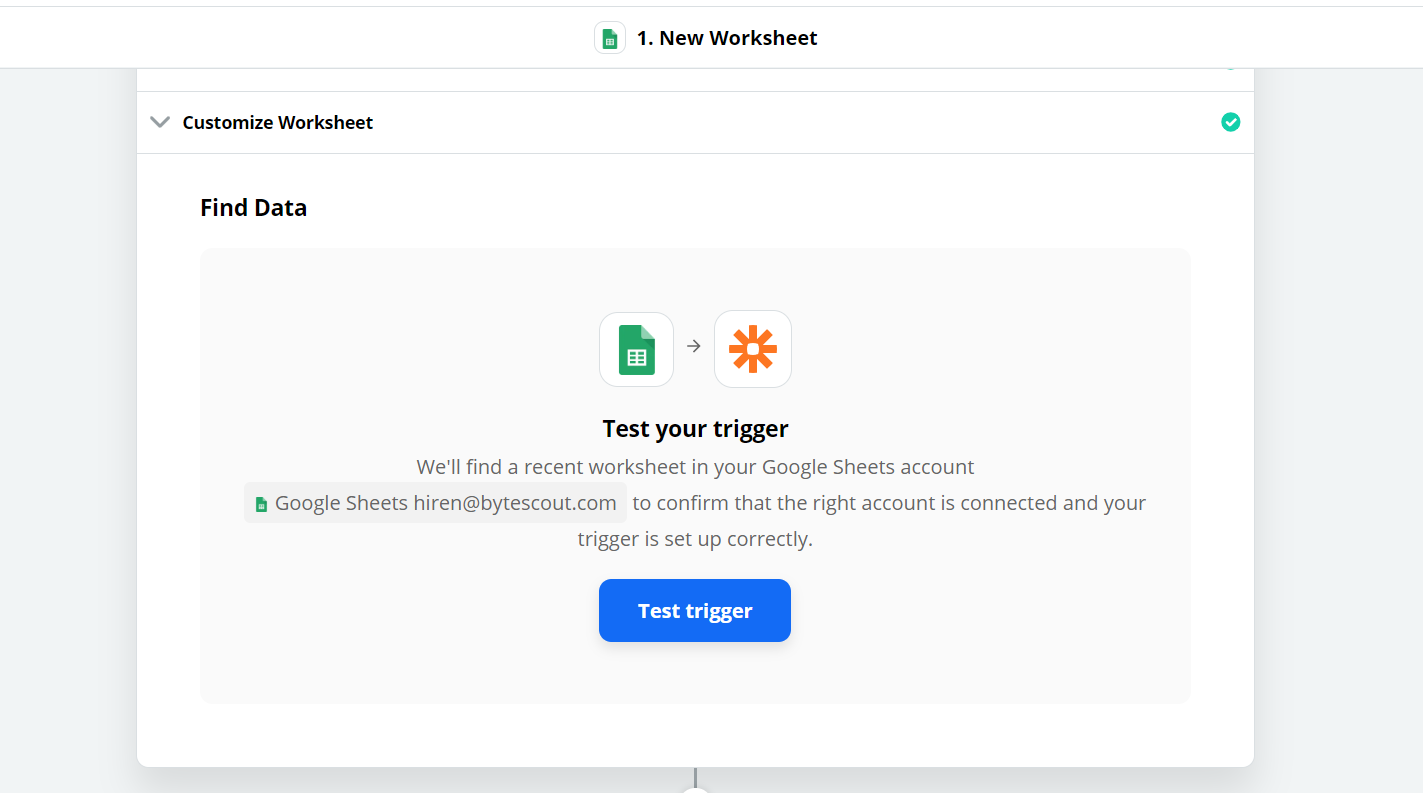 1. New Worksheet
Customize Worksheet
Find Data
Test your trigger
We'll find a recent worksheet in your Google Sheets account
Google Sheets hiren@bytescout.com to confirm that the right account is connected and your
trigger is set up correctly.
Test trigger